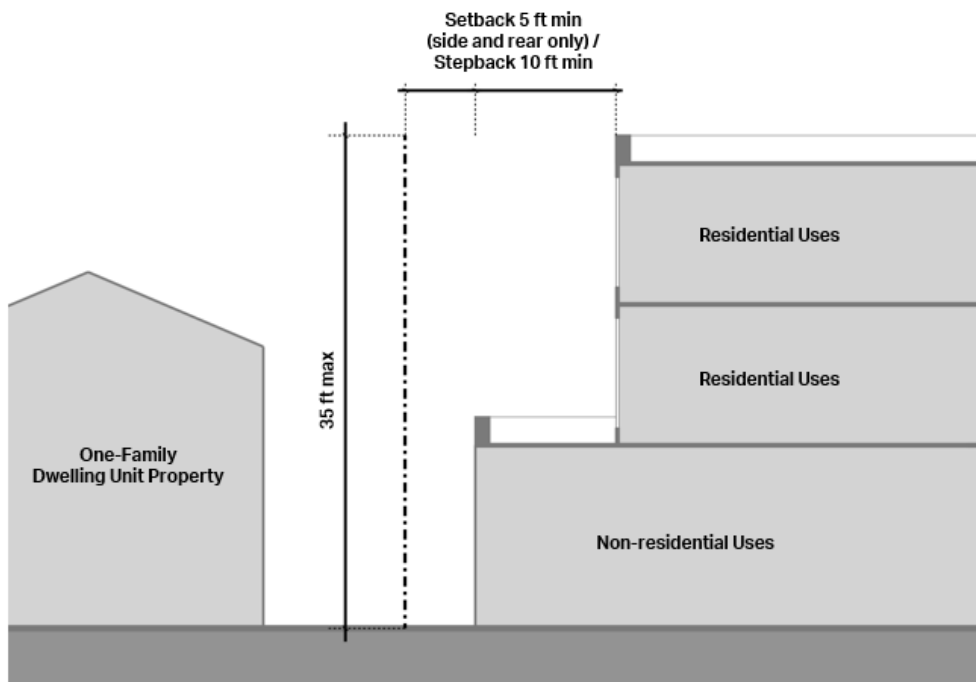 Setback 5 ft min
(side and rear only) /
Stepback 10 ft min
Residential Uses
Residential Uses
35 ft max
One-Family
Dwelling Unit Property
Non-residential Uses